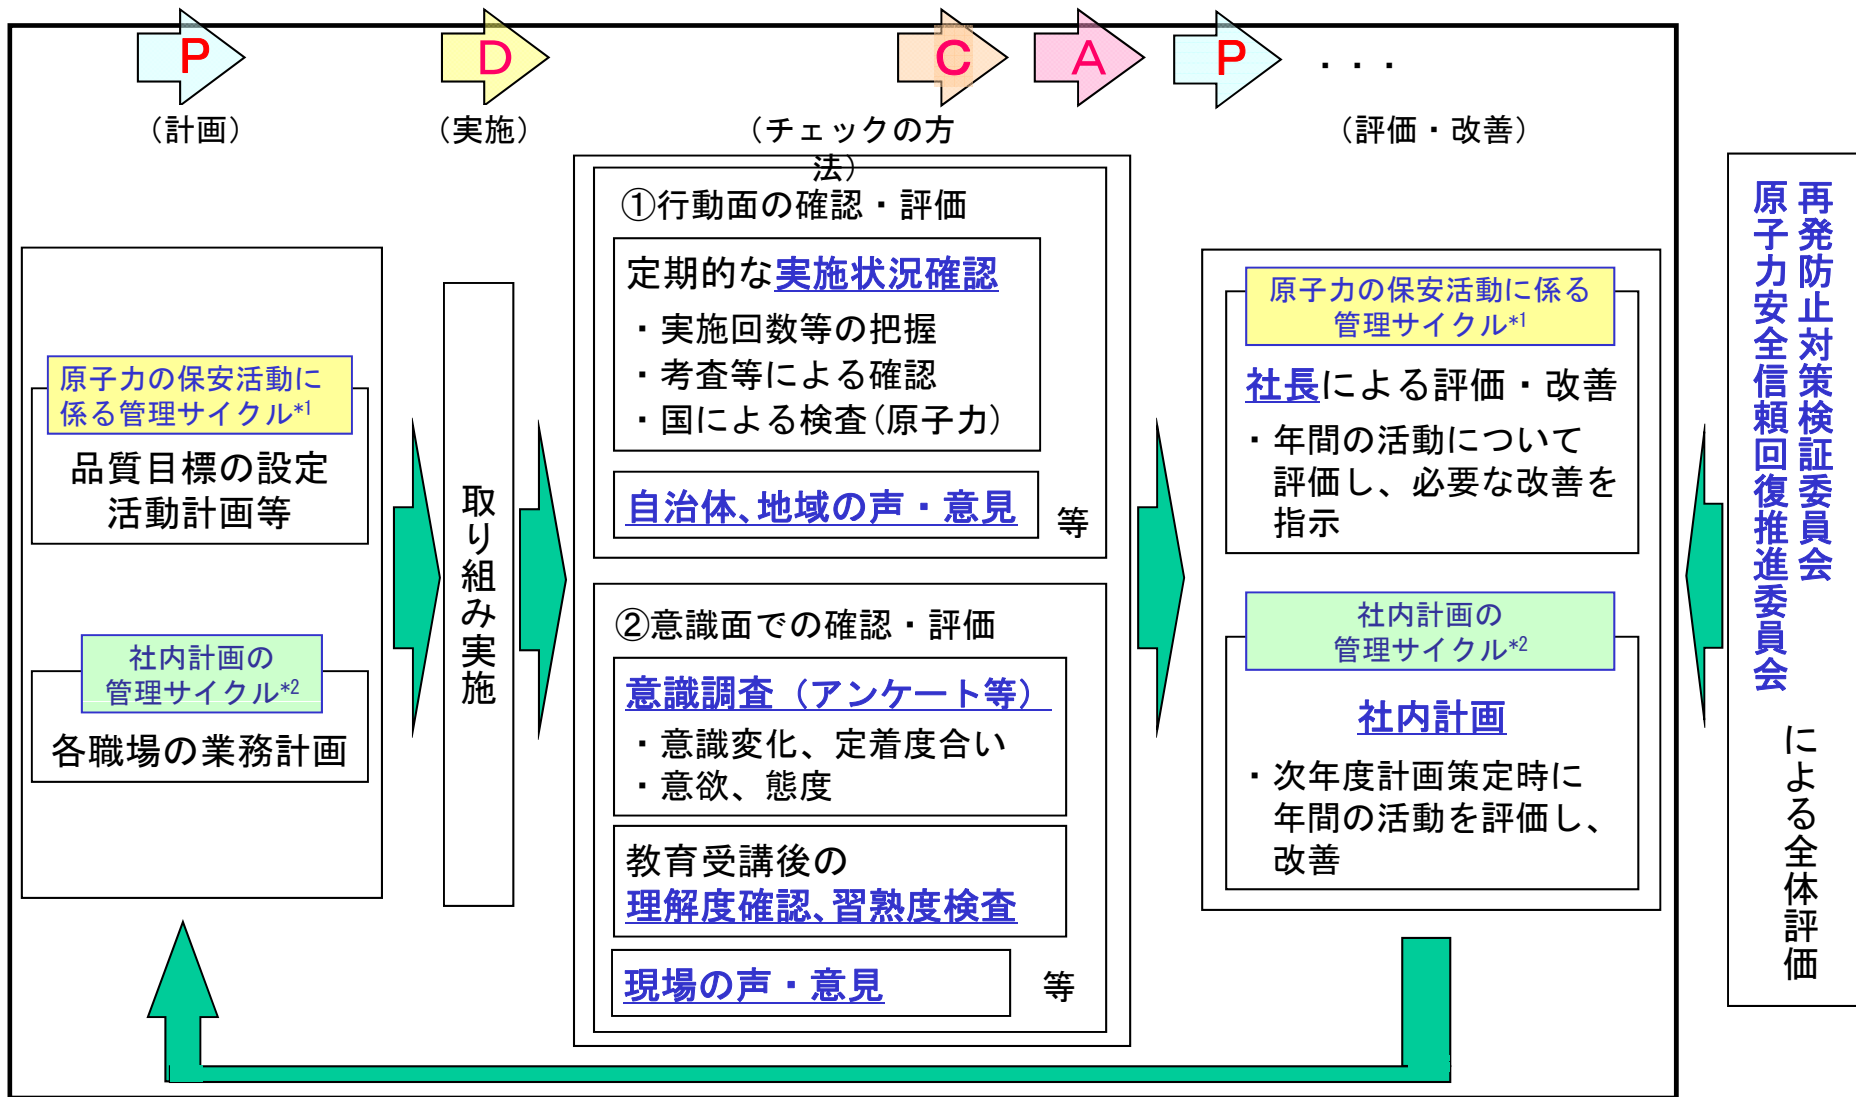 P
D
C
A
P
・・・
（計画）
（実施）
（チェックの方
法）
（評価・改善）
原子力の保安活動に
係る管理サイクル*1
品質目標の設定
活動計画等
社内計画の
管理サイクル*2
各職場の業務計画
取り組み実施
①行動面の確認・評価
定期的な実施状況確認
・実施回数等の把握
・考査等による確認
・国による検査(原子力)
自治体、地域の声・意見
等
②意識面での確認・評価
意識調査（アンケート等）
・意識変化、定着度合い
・意欲、態度
教育受講後の
理解度確認、習熟度検査
現場の声・意見
等
原子力の保安活動に係る
管理サイクル*1
社長による評価・改善
・年間の活動について
評価し、必要な改善を
指示
社内計画の
管理サイクル*2
社内計画
・次年度計画策定時に
年間の活動を評価し、
改善
再発防止対策検証委員会
原子力安全信頼回復推進委員会
による全体評価